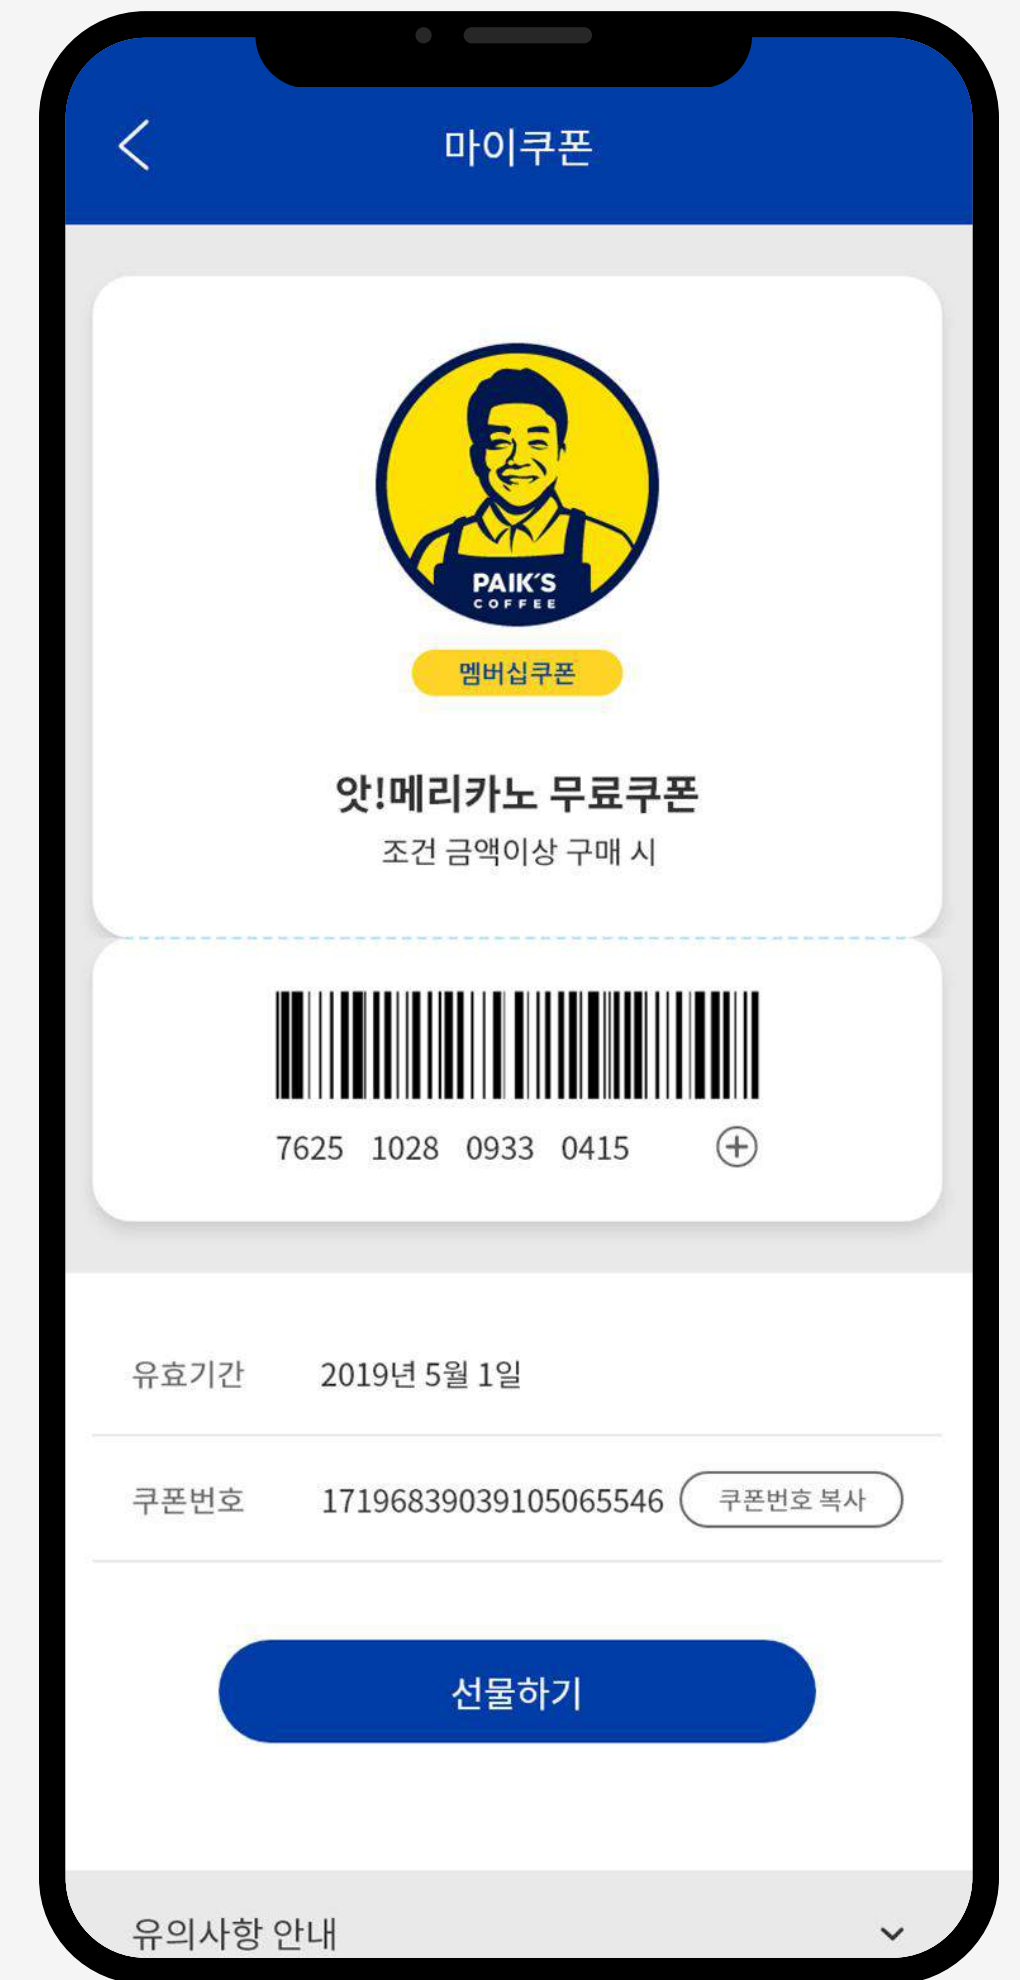 마이쿠폰
PAIK'S
COFFEE
멤버십쿠폰
앗!메리카노 무료쿠폰
조건 금액이상 구매 시
7625 1028 0933 0415
유효기간 2019년 5월 1일
쿠폰번호 17196839039105065546 쿠폰번호 복사
선물하기
유의사항 안내